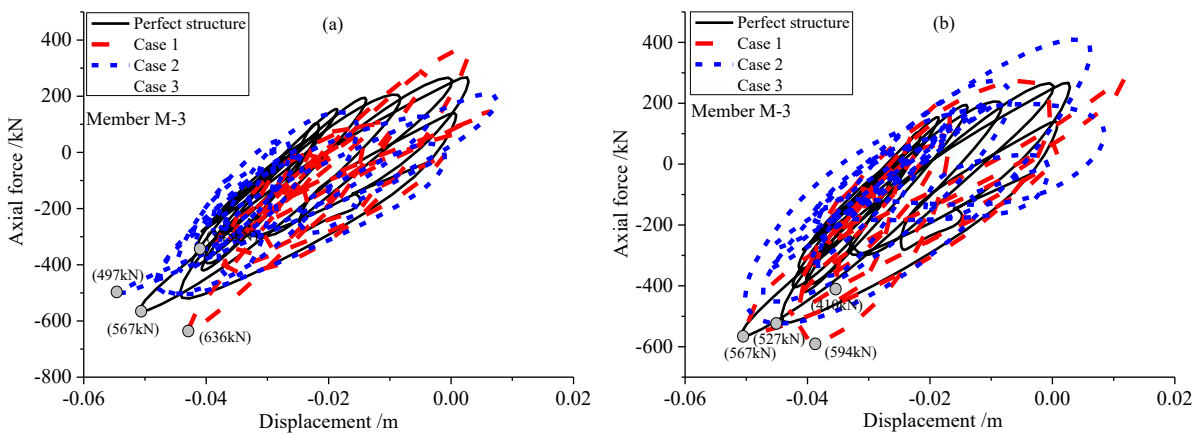 (a)
Perfect structure
Case 1
Case 2
Case 3
Member M-3
400
200
0
-200
-400
-600
-800
-0.06
-0.04
-0.02
0.00
0.02
Axial force /kN
Displacement /m
(497kN)
(567kN)
(636kN)
(b)
Perfect structure
Case 1
Case 2
Case 3
Member M-3
400
200
0
-200
-400
-600
-0.06
-0.04
-0.02
0.00
0.02
Axial force /kN
Displacement /m
(410kN)
(527kN)
(567kN)
(594kN)